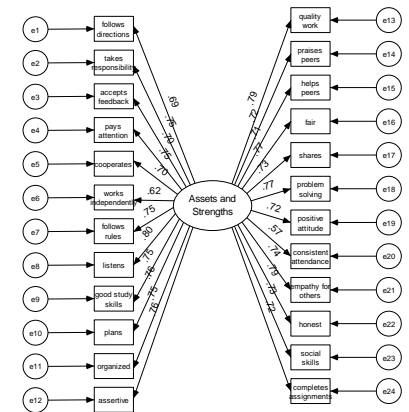 e1
follows
directions
e2
takes
responsibility
e3
accepts
feedback
e4
pays
attention
e5
cooperates
e6
works
independently
e7
follows
rules
e8
listens
e9
good study
skills
e10
plans
e11
organized
e12
assertive
.69
.75
.70
.62
.75
.80
.75
.76
.75
.76
Assets and
Strengths
.79
.72
.71
.77
.73
.77
.72
.57
.74
.79
.73
.72
quality
work
e13
praises
peers
e14
helps
peers
e15
fair
e16
shares
e17
problem
solving
e18
positive
attitude
e19
consistent
attendance
e20
empathy for
others
e21
honest
e22
social
skills
e23
completes
assignments
e24